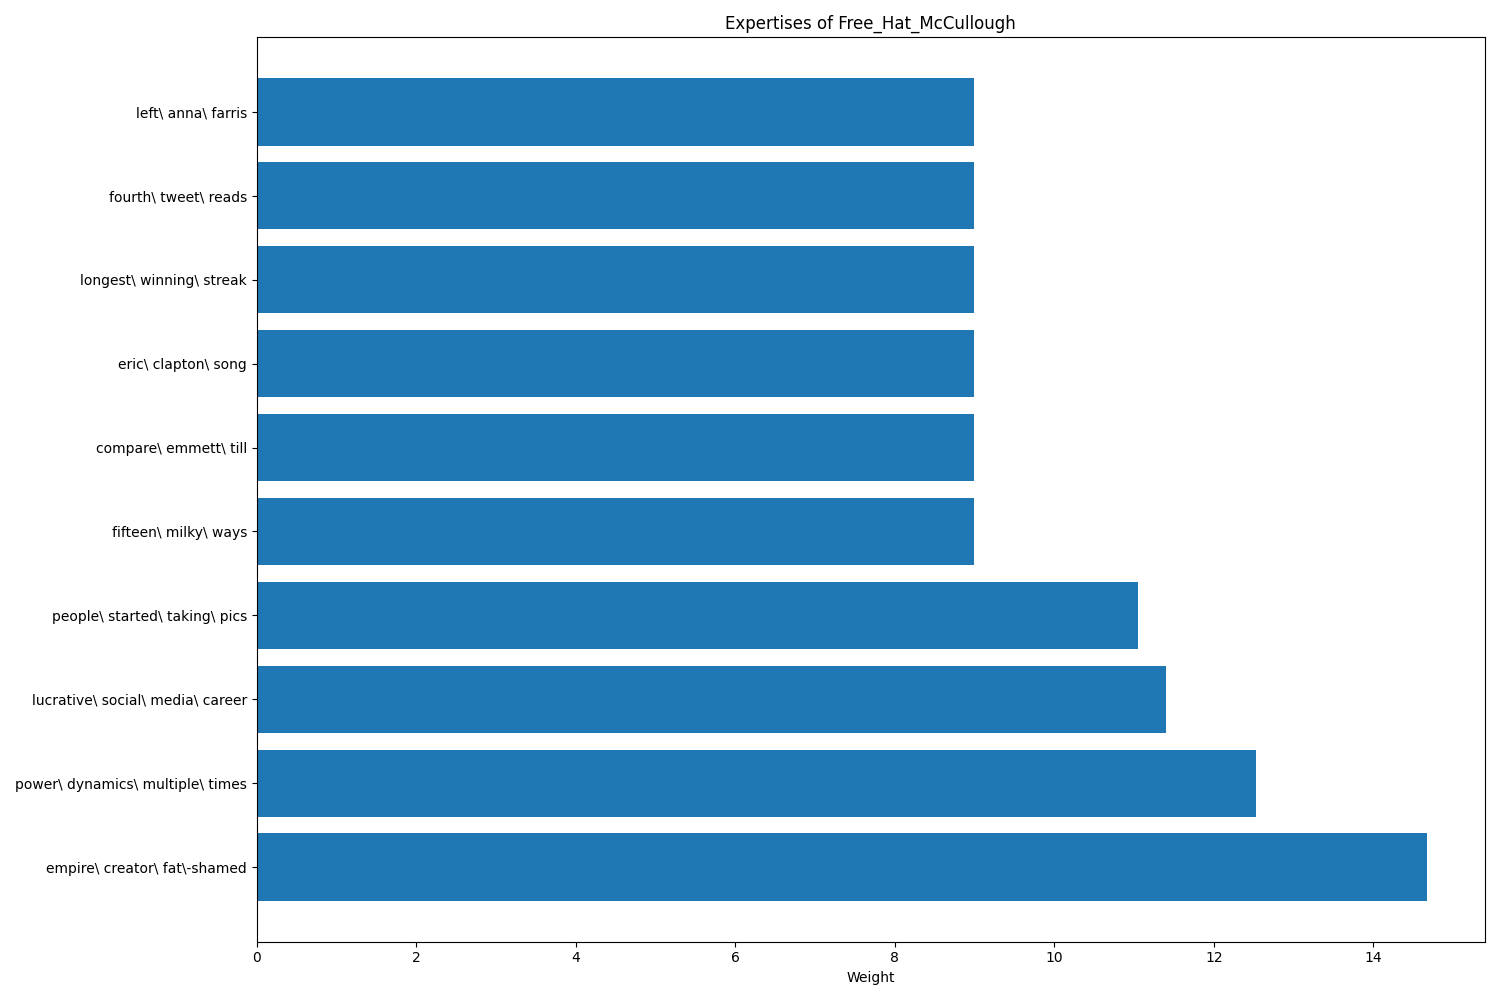 Expertises of Free_Hat_McCullough
left\ anna\ farris
fourth\ tweet\ reads
longest\ winning\ streak
eric\ clapton\ song
compare\ emmett\ till
fifteen\ milky\ ways
people\ started\ taking\ pics
lucrative\ social\ media\ career
power\ dynamics\ multiple\ times
empire\ creator\ fat\-shamed
0 2 4 6 8 10 12 14
Weight